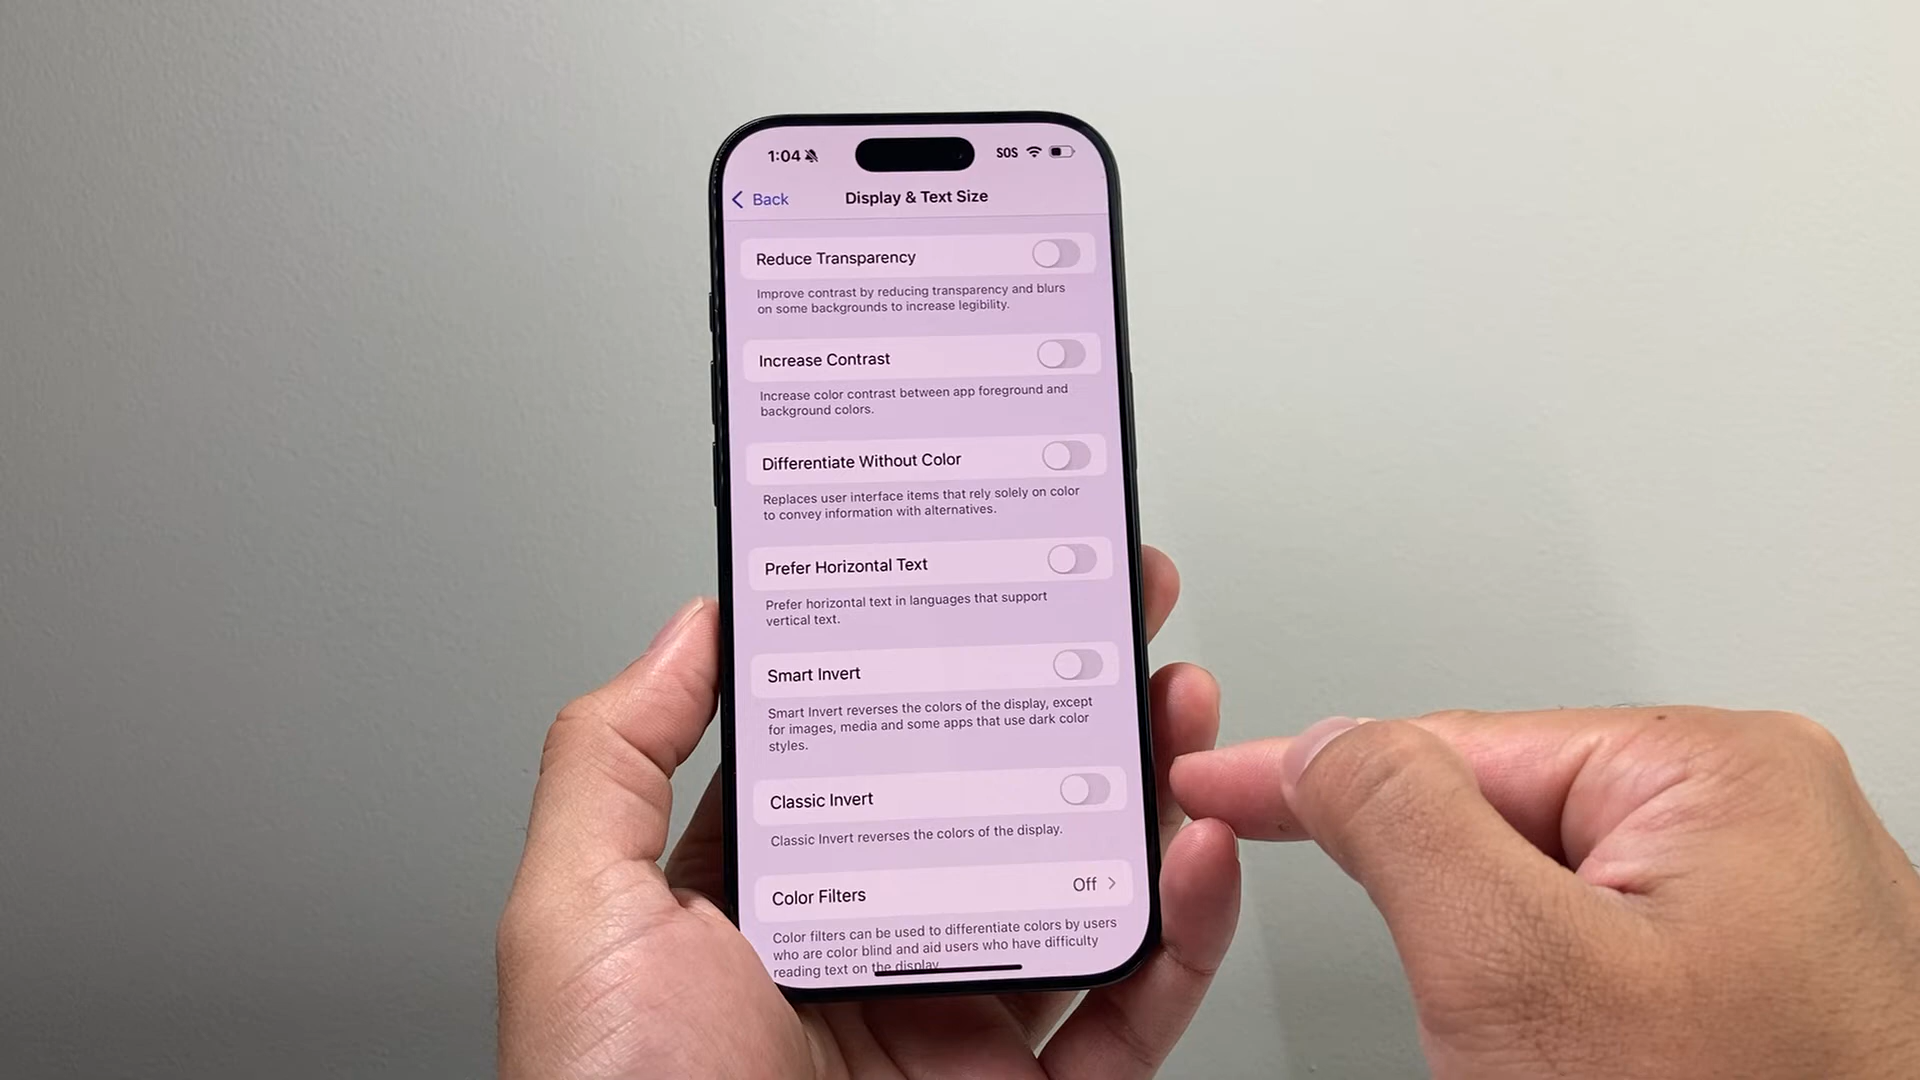 1:04 SOS
Back Display & Text Size
Reduce Transparency
Improve contrast by reducing transparency and blurs
on some backgrounds to increase legibility.
Increase Contrast
Increase color contrast between app foreground and
background colors.
Differentiate Without Color
Replaces user interface items that rely solely on color
to convey information with alternatives.
Prefer Horizontal Text
Prefer horizontal text in languages that support
vertical text.
Smart Invert
Smart Invert reverses the colors of the display, except
for images, media and some apps that use dark color
styles.
Classic Invert
Classic Invert reverses the colors of the display.
Color Filters Off
Color filters can be used to differentiate colors by users
who are color blind and aid users who have difficulty
reading text on the display.